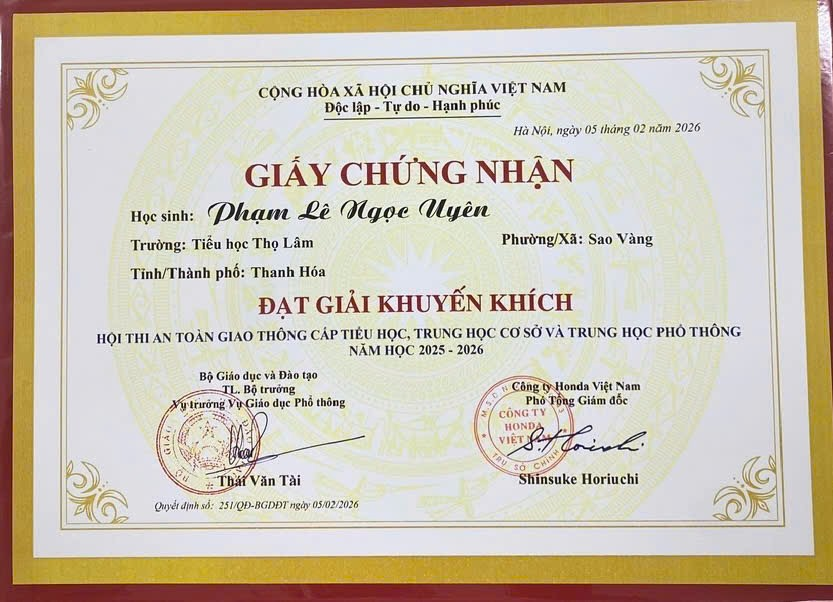 CỘNG HÒA XÃ HỘI CHỦ NGHĨA VIỆT NAM
Độc lập - Tự do - Hạnh phúc
Hà Nội, ngày 05 tháng 02 năm 2026
GIẤY CHỨNG NHẬN
Học sinh: Phạm Lê Ngọc Uyên
Trường: Tiểu học Thọ Lâm Phường/Xã: Sao Vàng
Tỉnh/Thành phố: Thanh Hóa
ĐẠT GIẢI KHUYẾN KHÍCH
HỘI THI AN TOÀN GIAO THÔNG CẤP TIỂU HỌC, TRUNG HỌC CƠ SỞ VÀ TRUNG HỌC PHỔ THÔNG
NĂM HỌC 2025 - 2026
Bộ Giáo dục và Đào tạo
TL. Bộ trưởng
Vụ trưởng Vụ Giáo dục Phổ thông
Thái Văn Tài
Quyết định số: 251/QĐ-BGDĐT ngày 05/02/2026
Công ty Honda Việt Nam
Phó Tổng Giám đốc
CÔNG TY
HONDA
VIỆT NAM
TRỤ SỞ CHÍNH
Shinsuke Horiuchi